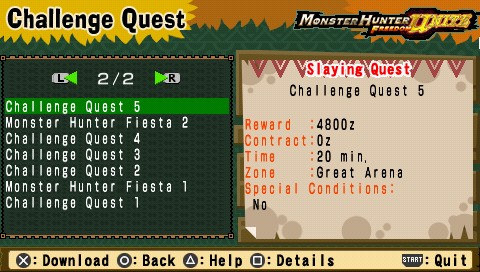 Challenge Quest
MONSTER HUNTER
FREEDOM UNITE
L 2/2 R
Challenge Quest 5
Monster Hunter Fiesta 2
Challenge Quest 4
Challenge Quest 3
Challenge Quest 2
Monster Hunter Fiesta 1
Challenge Quest 1
Slaying Quest
Challenge Quest 5
Reward :4800z
Contract:0z
Time :20 min.
Zone :Great Arena
Special Conditions:
No
: Download : Back : Help : Details START: Quit